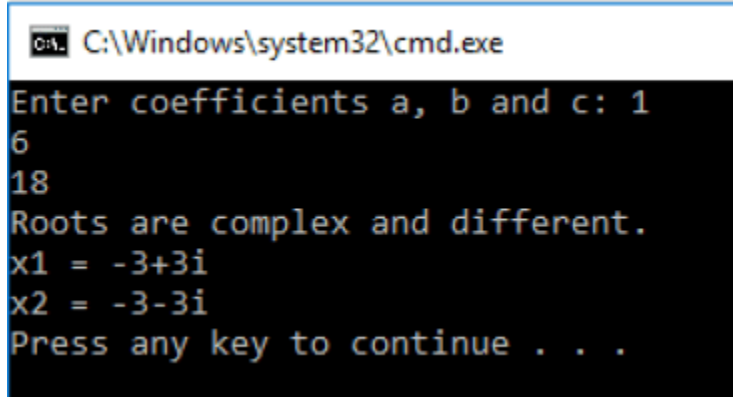 C:\Windows\system32\cmd.exe
Enter coefficients a, b and c: 1
6
18
Roots are complex and different.
x1 = -3+3i
x2 = -3-3i
Press any key to continue . . .